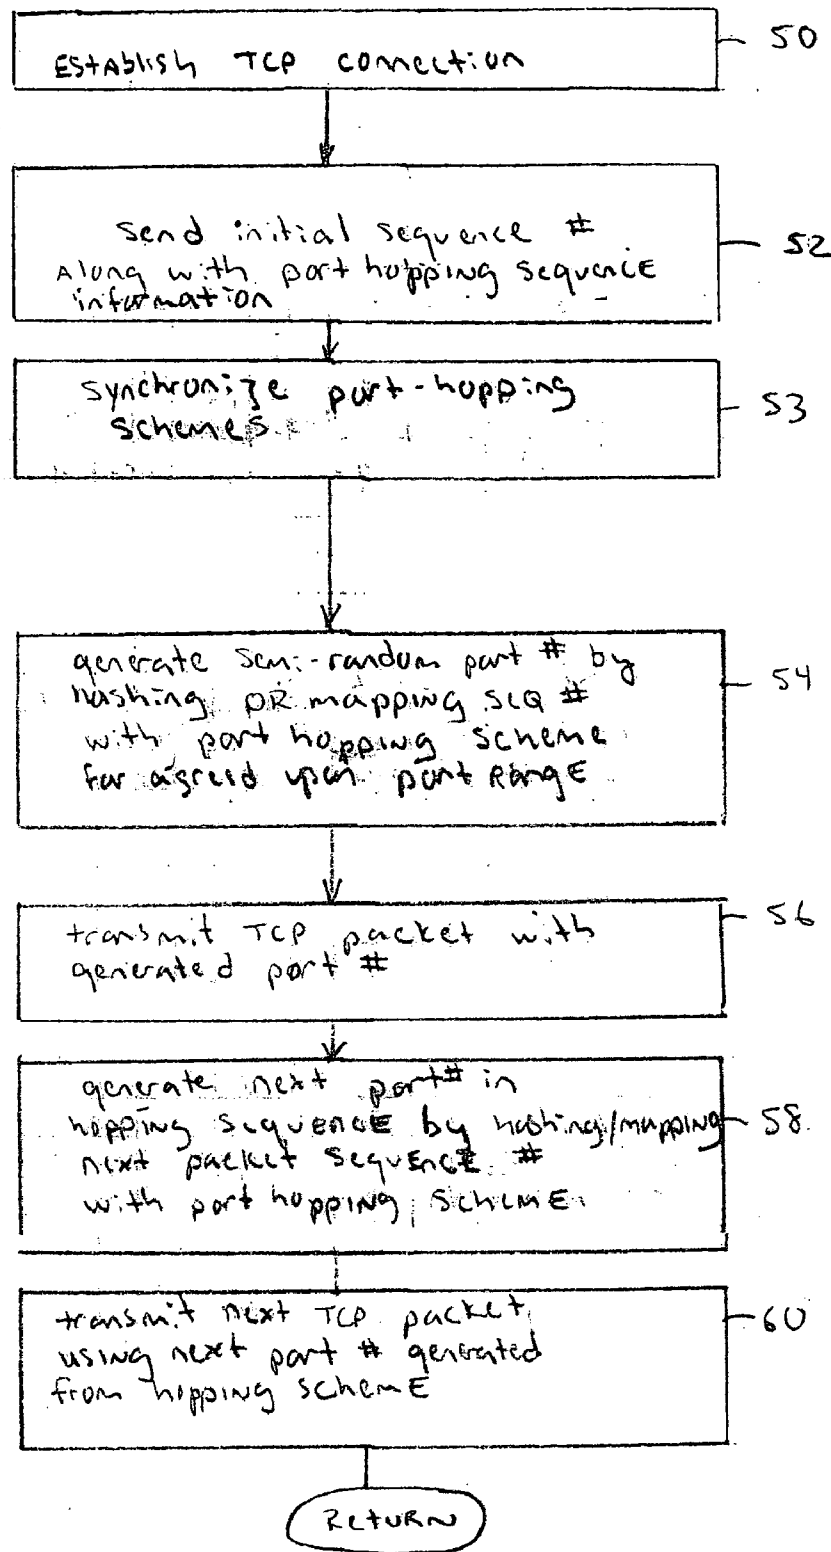 EStAblish TCP connection
50
Send initial sequence #
Along with port hopping sequencE
information
52
Synchronize port-hopping
schemes
53
generate semi-random port # by
hashing OR mapping SEQ #
with port hopping schEmE
for agreed upon port RangE
54
transmit TCP packet with
generated port #
56
generate next port# in
hopping sequENCE by hashing/mapping
next packet sequENCE #
with port hopping schEmE.
58
transmit next TCP packet
using next port # generated
from hopping schemE
60
REtURN